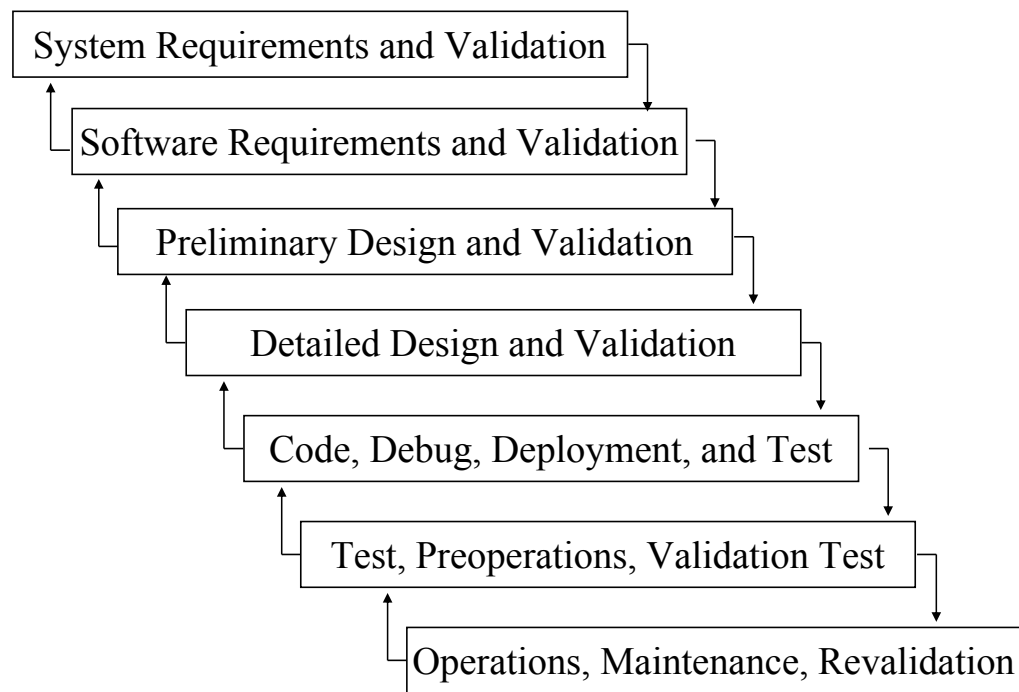 System Requirements and Validation
Software Requirements and Validation
Preliminary Design and Validation
Detailed Design and Validation
Code, Debug, Deployment, and Test
Test, Preoperations, Validation Test
Operations, Maintenance, Revalidation